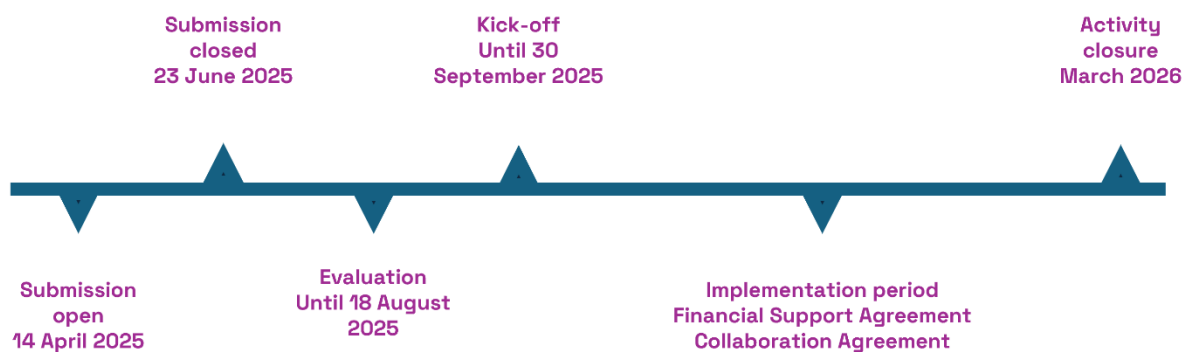 Submission
closed
23 June 2025
Kick-off
Until 30
September 2025
Activity
closure
March 2026
Submission
open
14 April 2025
Evaluation
Until 18 August
2025
Implementation period
Financial Support Agreement
Collaboration Agreement